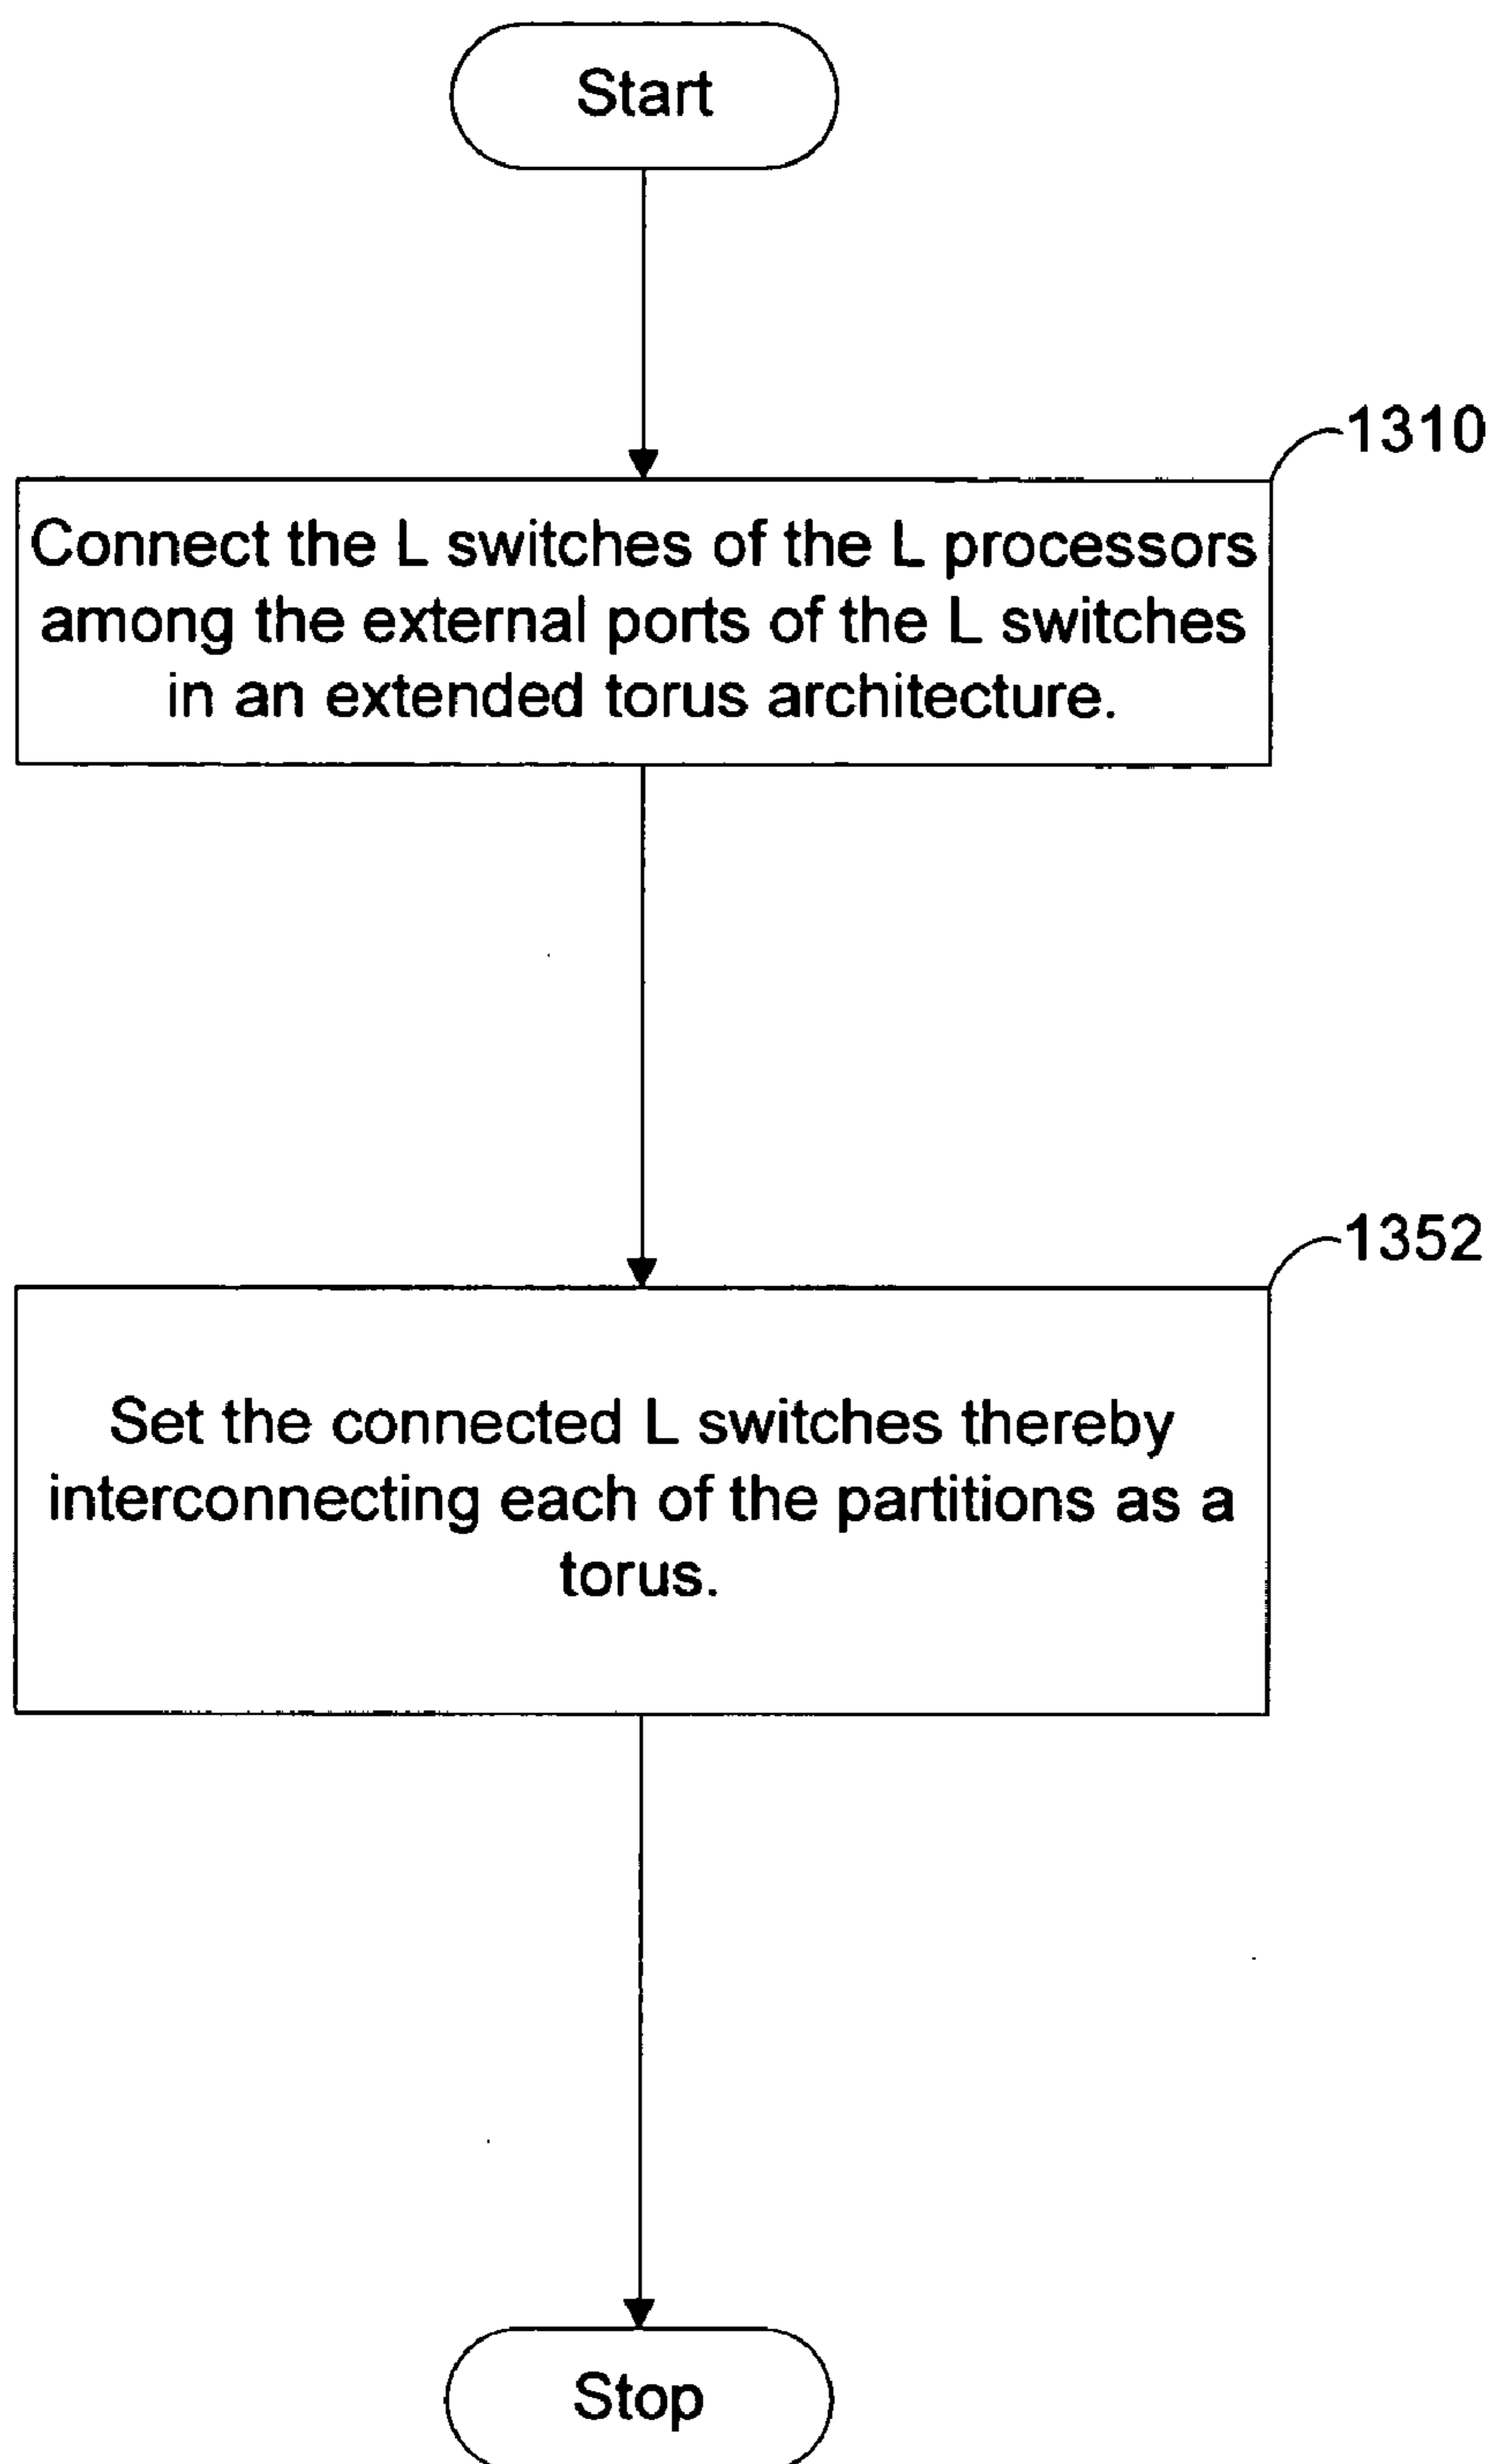 Start
1310
Connect the L switches of the L processors
among the external ports of the L switches
in an extended torus architecture.
1352
Set the connected L switches thereby
interconnecting each of the partitions as a
torus.
Stop